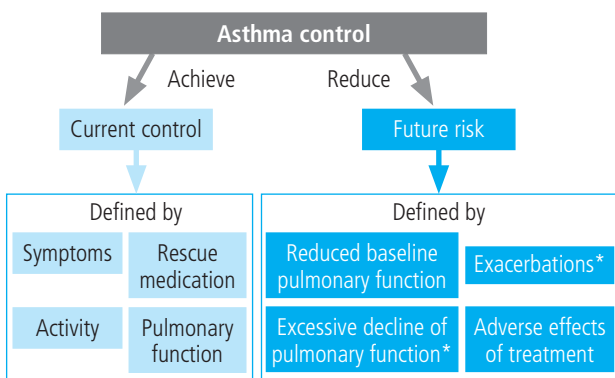 Asthma control
Achieve
Reduce
Current control
Future risk
Defined by
Symptoms
Rescue
medication
Activity
Pulmonary
function
Defined by
Reduced baseline
pulmonary function
Exacerbations*
Excessive decline of
pulmonary function*
Adverse effects
of treatment